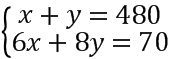 x + y = 480
6x + 8y = 70